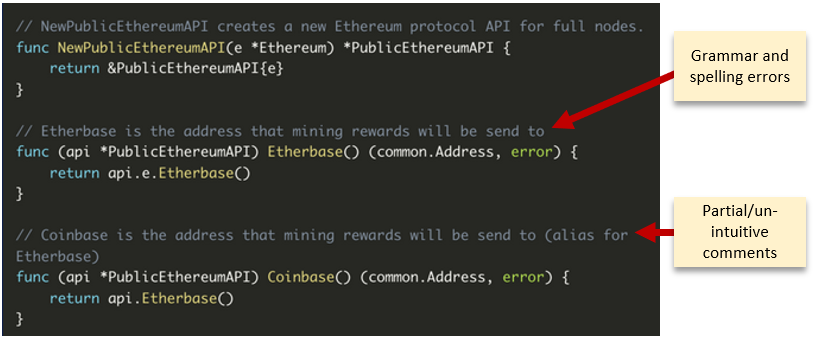 // NewPublicEthereumAPI creates a new Ethereum protocol API for full nodes.
func NewPublicEthereumAPI(e *Ethereum) *PublicEthereumAPI {
    return &PublicEthereumAPI{e}
}
// Etherbase is the address that mining rewards will be send to
func (api *PublicEthereumAPI) Etherbase() (common.Address, error) {
    return api.e.Etherbase()
}
// Coinbase is the address that mining rewards will be send to (alias for
Etherbase)
func (api *PublicEthereumAPI) Coinbase() (common.Address, error) {
    return api.Etherbase()
}
Grammar and
spelling errors
Partial/un-
intuitive
comments